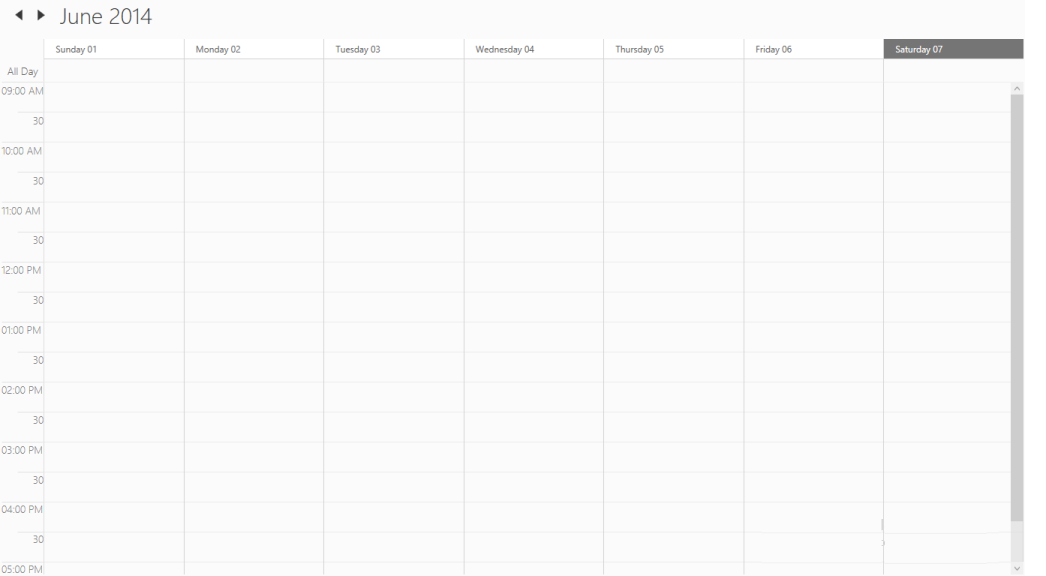 June 2014
Sunday 01 Monday 02 Tuesday 03 Wednesday 04 Thursday 05 Friday 06 Saturday 07
All Day
09:00 AM
30
10:00 AM
30
11:00 AM
30
12:00 PM
30
01:00 PM
30
02:00 PM
30
03:00 PM
30
04:00 PM
30
05:00 PM